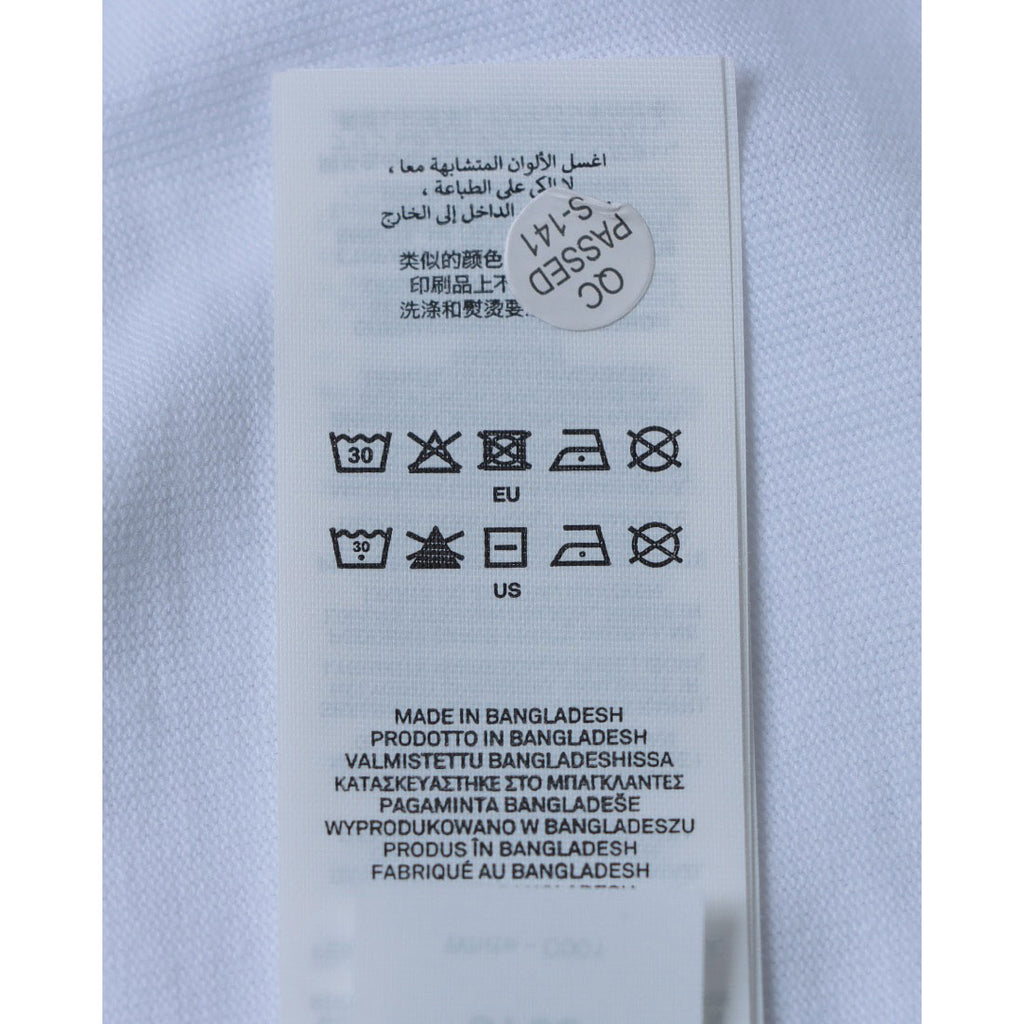 اغسل الألوان المتشابهة معا ،
لا الكي على الطباعة ،
الداخل إلى الخارج
类似的颜色
印刷品上不
洗涤和熨烫要
QC
PASSED
S-141
30
EU
30
US
MADE IN BANGLADESH
PRODOTTO IN BANGLADESH
VALMISTETTU BANGLADESHISSA
ΚΑΤΑΣΚΕΥΑΣΤΗΚΕ ΣΤΟ ΜΠΑΓΚΛΑΝΤΕΣ
PAGAMINTA BANGLADEŠE
WYPRODUKOWANO W BANGLADESZU
PRODUS ÎN BANGLADESH
FABRIQUÉ AU BANGLADESH